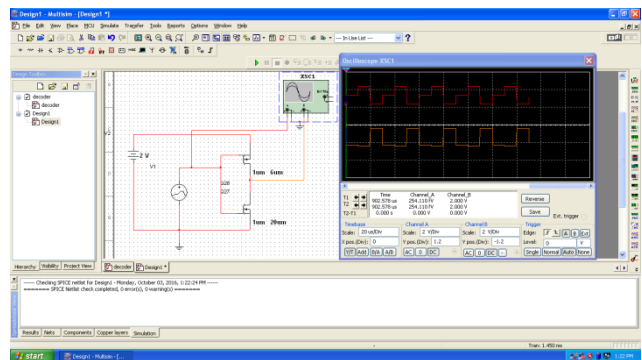 Design1 - Multisim - [Design1 *]
File Edit View Place MCU Simulate Transfer Tools Reports Options Window Help
--- In Use List ---
Design Toolbox
decoder
decoder
Design1
Design1
Hierarchy Visibility Project View
decoder Design1 *
XSC1
2 V
V1
1um 6um
1um 20um
Oscilloscope-XSC1
Time Channel_A Channel_B
T1 902.578 us 254.110 fV 2.000 V
T2 902.578 us 254.110 fV 2.000 V
T2-T1 0.000 s 0.000 V 0.000 V
Reverse
Save
Ext. trigger
Timebase Channel A Channel B Trigger
Scale: 20 us/Div Scale: 2 V/Div Scale: 2 V/Div Edge: A B Ext
X pos.(Div): 0 Y pos.(Div): 1.2 Y pos.(Div): -1.2 Level: 0 V
Y/T Add B/A A/B AC 0 DC AC 0 DC - Single Normal Auto None
------ Checking SPICE netlist for Design1 - Monday, October 03, 2016, 1:22:24 PM ------
======= SPICE Netlist check completed, 0 error(s), 0 warning(s) =======
Results Nets Components Copper layers Simulation
Tran: 1.450 ms
start Design1 - Multisim - [... 1:22 PM